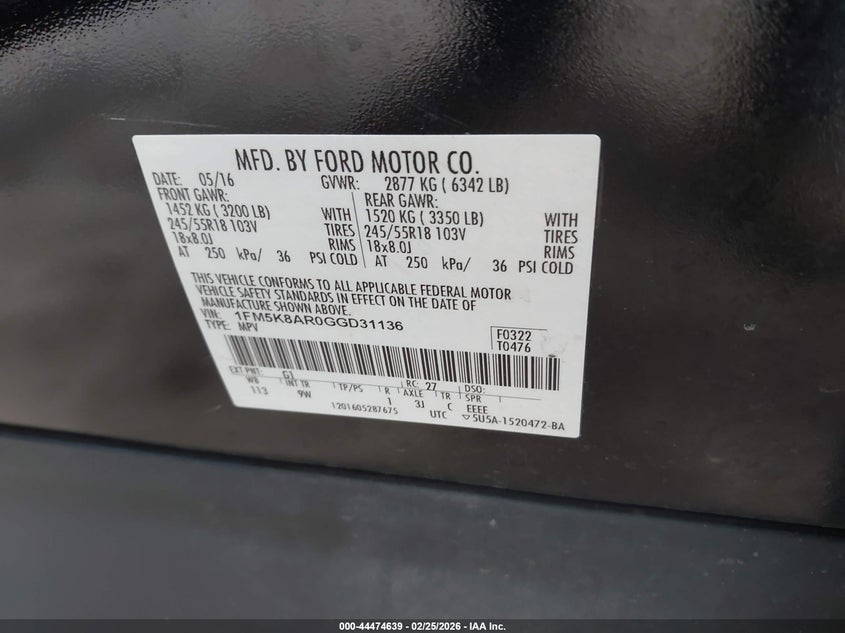 MFD. BY FORD MOTOR CO.
DATE: 05/16 GVWR: 2877 KG ( 6342 LB)
FRONT GAWR: REAR GAWR:
1452 KG ( 3200 LB) WITH 1520 KG ( 3350 LB) WITH
245/55R18 103V TIRES 245/55R18 103V TIRES
18x8.0J RIMS 18x8.0J RIMS
AT 250 kPa/ 36 PSI COLD AT 250 kPa/ 36 PSI COLD
THIS VEHICLE CONFORMS TO ALL APPLICABLE FEDERAL MOTOR
VEHICLE SAFETY STANDARDS IN EFFECT ON THE DATE OF
MANUFACTURE SHOWN ABOVE.
VIN: 1FM5K8AR0GGD31136
TYPE: MPV
F0322
T0476
EXT PNT: G1 RC: 27 DSO:
WB INT TR TP/PS R AXLE TR SPR
113 9W 1 3J C EEEE
1201605287675 UTC ▽5U5A-1520472-BA
000-44474639 | 02/25/2026 - IAA Inc.